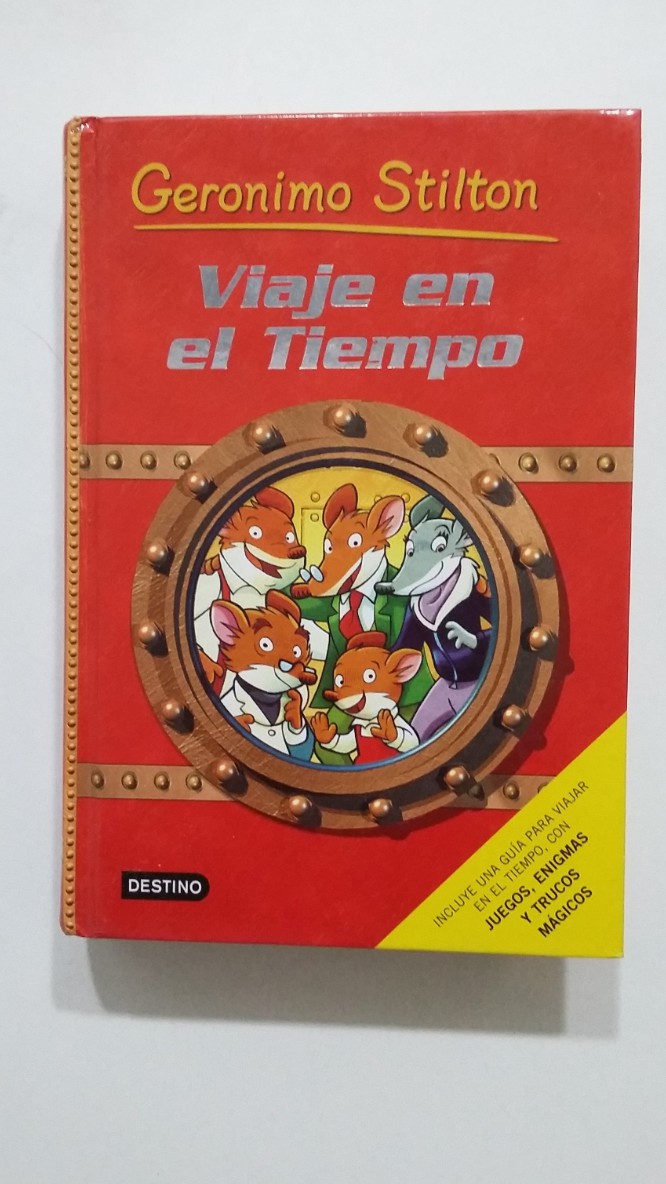 Geronimo Stilton
Viaje en
el Tiempo
DESTINO
INCLUYE UNA GUÍA PARA VIAJAR
EN EL TIEMPO, CON
JUEGOS, ENIGMAS
Y TRUCOS
MÁGICOS